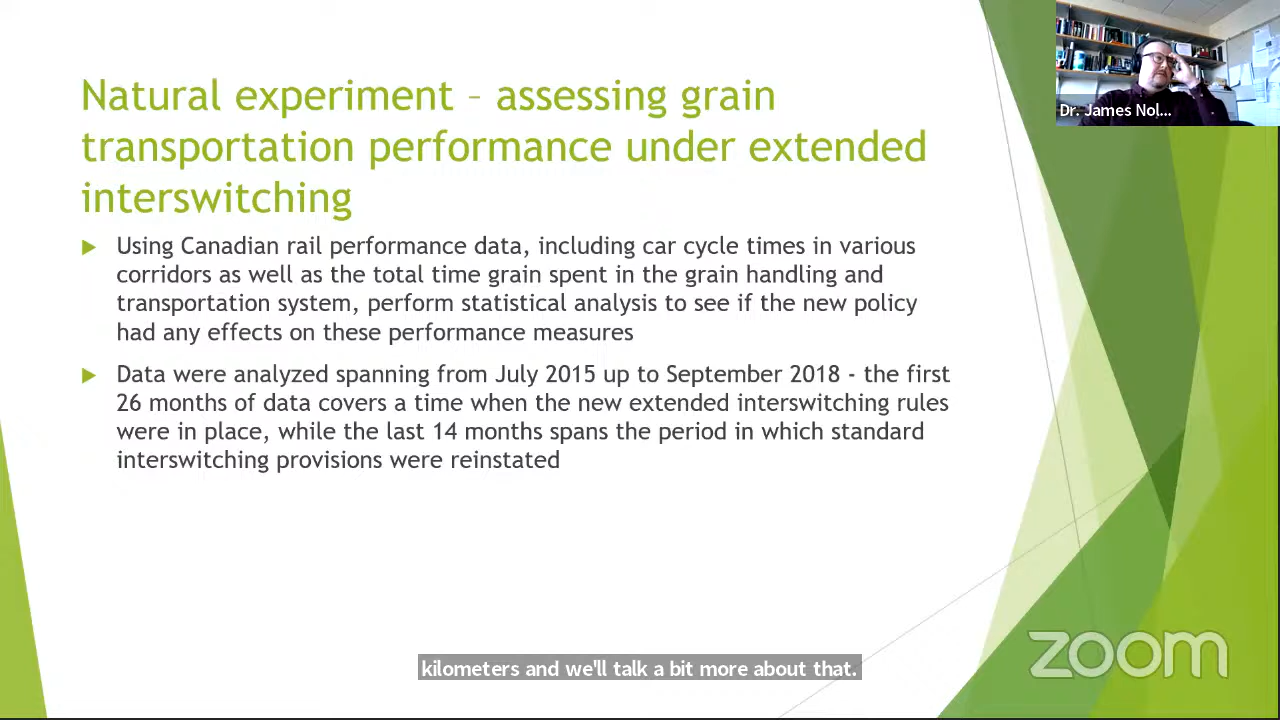 Natural experiment – assessing grain
transportation performance under extended
interswitching
Using Canadian rail performance data, including car cycle times in various
corridors as well as the total time grain spent in the grain handling and
transportation system, perform statistical analysis to see if the new policy
had any effects on these performance measures
Data were analyzed spanning from July 2015 up to September 2018 - the first
26 months of data covers a time when the new extended interswitching rules
were in place, while the last 14 months spans the period in which standard
interswitching provisions were reinstated
Dr. James Nol...
kilometers and we'll talk a bit more about that.
zoom